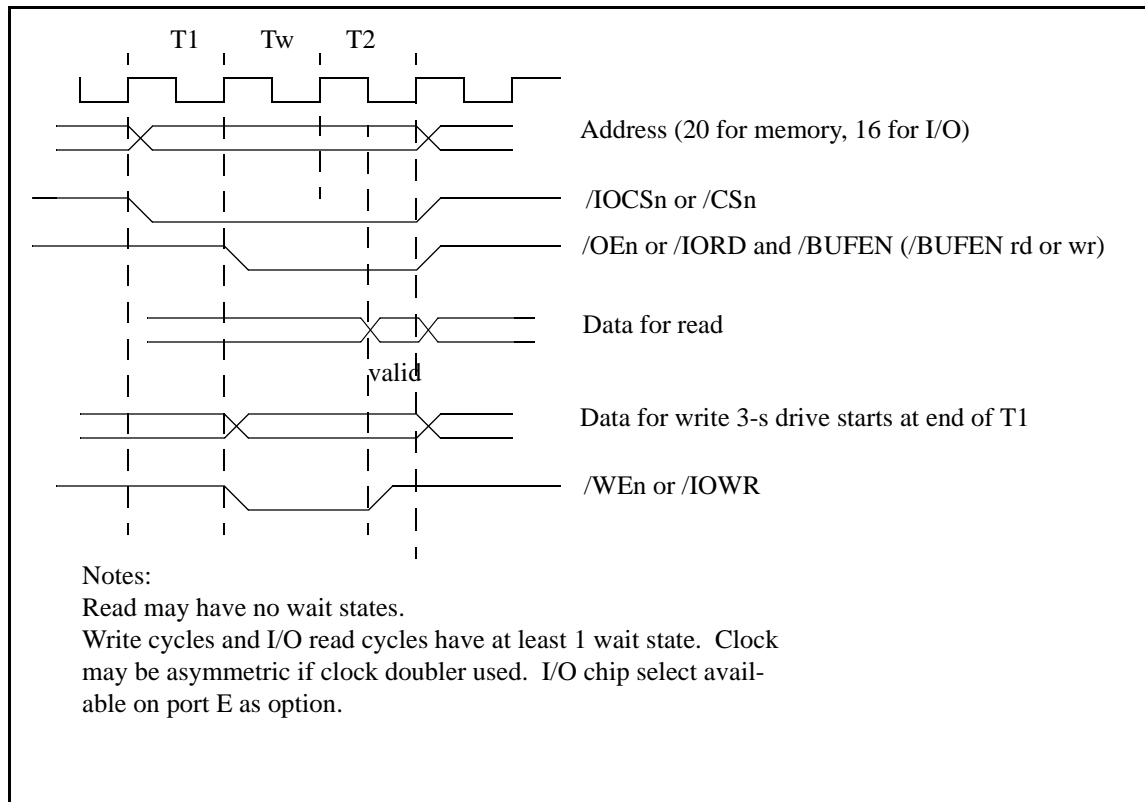 T1 Tw T2
Address (20 for memory, 16 for I/O)
/IOCSn or /CSn
/OEn or /IORD and /BUFEN (/BUFEN rd or wr)
Data for read
valid
Data for write 3-s drive starts at end of T1
/WEn or /IOWR
Notes:
Read may have no wait states.
Write cycles and I/O read cycles have at least 1 wait state.  Clock
may be asymmetric if clock doubler used.  I/O chip select avail-
able on port E as option.